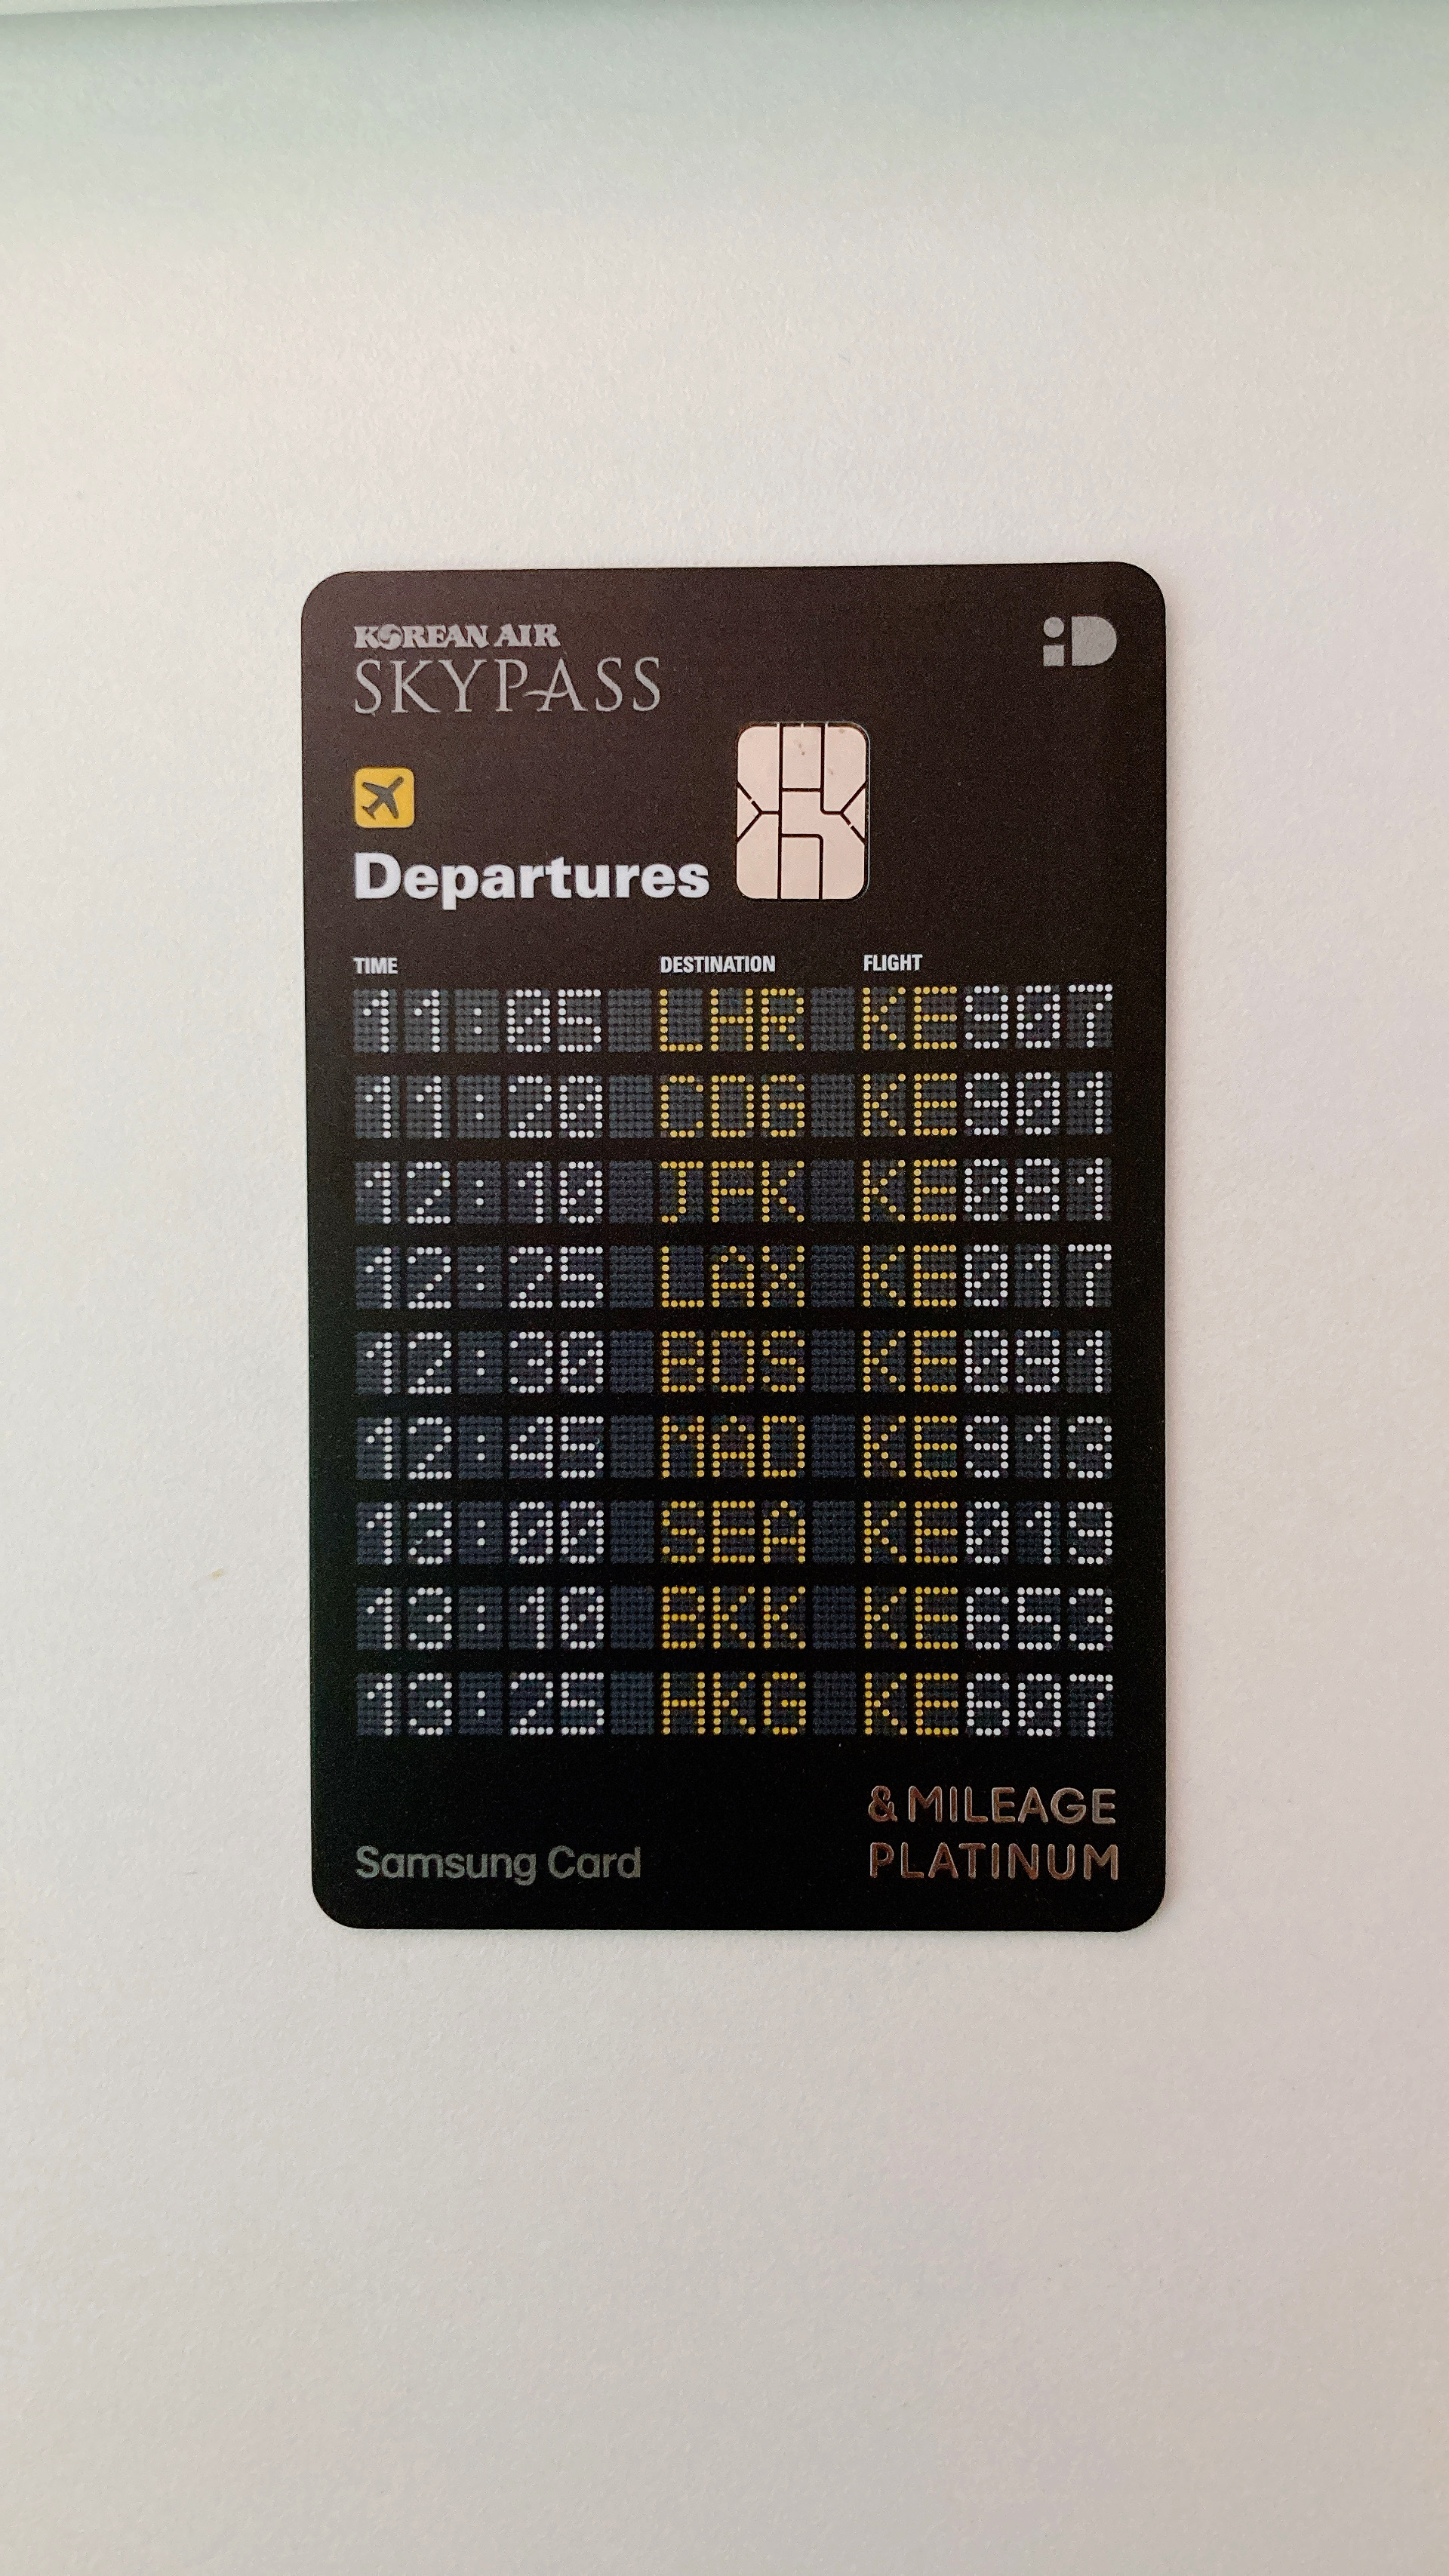 KOREAN AIR
SKYPASS
iD
Departures
TIME DESTINATION FLIGHT
11:05 LHR KE907
11:20 CDG KE901
12:10 JFK KE081
12:25 LAX KE017
12:30 BOS KE091
12:45 MAD KE913
13:00 SEA KE019
13:10 BKK KE653
13:25 HKG KE607
& MILEAGE
PLATINUM
Samsung Card